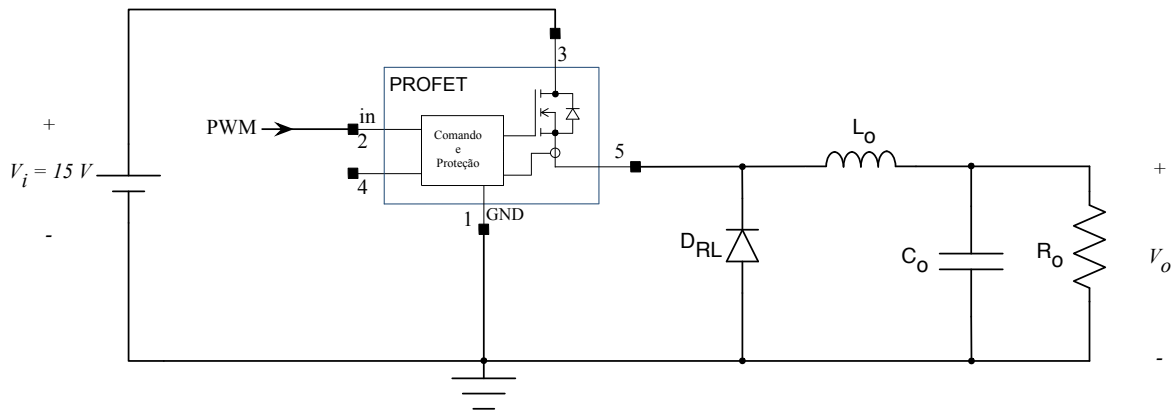 3
PROFET
in
PWM
2
Comando
e
Proteção
4
5
1
GND
+
V_i = 15 V
-
L_o
D_RL
C_o
R_o
+
V_o
-